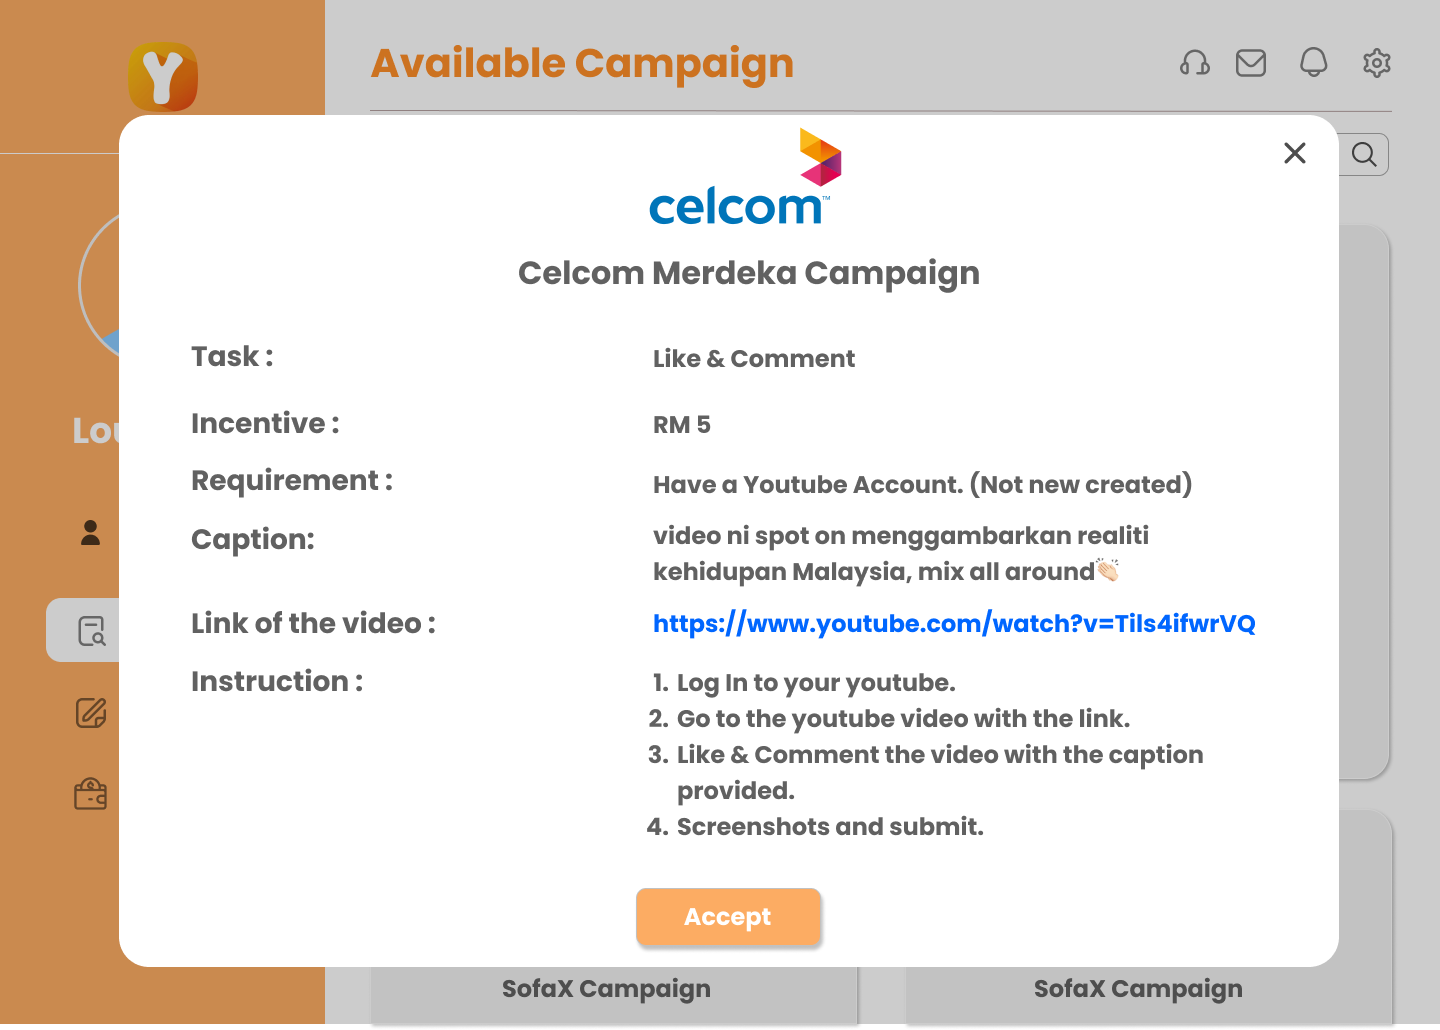 Y
Available Campaign
celcom™
Celcom Merdeka Campaign
Task :
Like & Comment
Incentive :
RM 5
Requirement :
Have a Youtube Account. (Not new created)
Caption:
video ni spot on menggambarkan realiti
kehidupan Malaysia, mix all around👏🏻
Link of the video :
https://www.youtube.com/watch?v=Tils4ifwrVQ
Instruction :
1. Log In to your youtube.
2. Go to the youtube video with the link.
3. Like & Comment the video with the caption
provided.
4. Screenshots and submit.
Accept
SofaX Campaign
SofaX Campaign